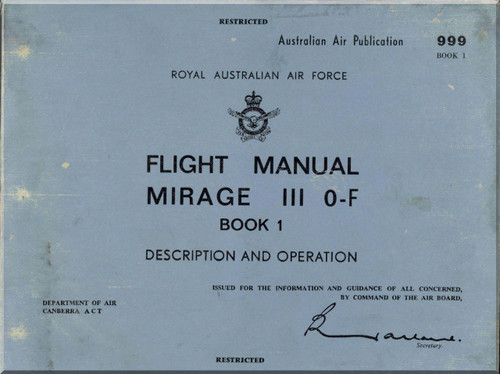 RESTRICTED
Australian Air Publication 999
BOOK 1
ROYAL AUSTRALIAN AIR FORCE
FLIGHT MANUAL
MIRAGE III O-F
BOOK 1
DESCRIPTION AND OPERATION
ISSUED FOR THE INFORMATION AND GUIDANCE OF ALL CONCERNED,
BY COMMAND OF THE AIR BOARD,
DEPARTMENT OF AIR
CANBERRA A C T
Secretary
RESTRICTED